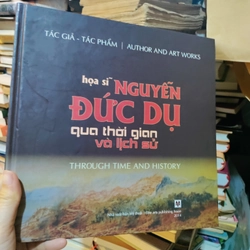 TÁC GIẢ - TÁC PHẨM | AUTHOR AND ART WORKS
họa sĩ NGUYỄN
ĐỨC DỤ
qua thời gian
và lịch sử
THROUGH TIME AND HISTORY